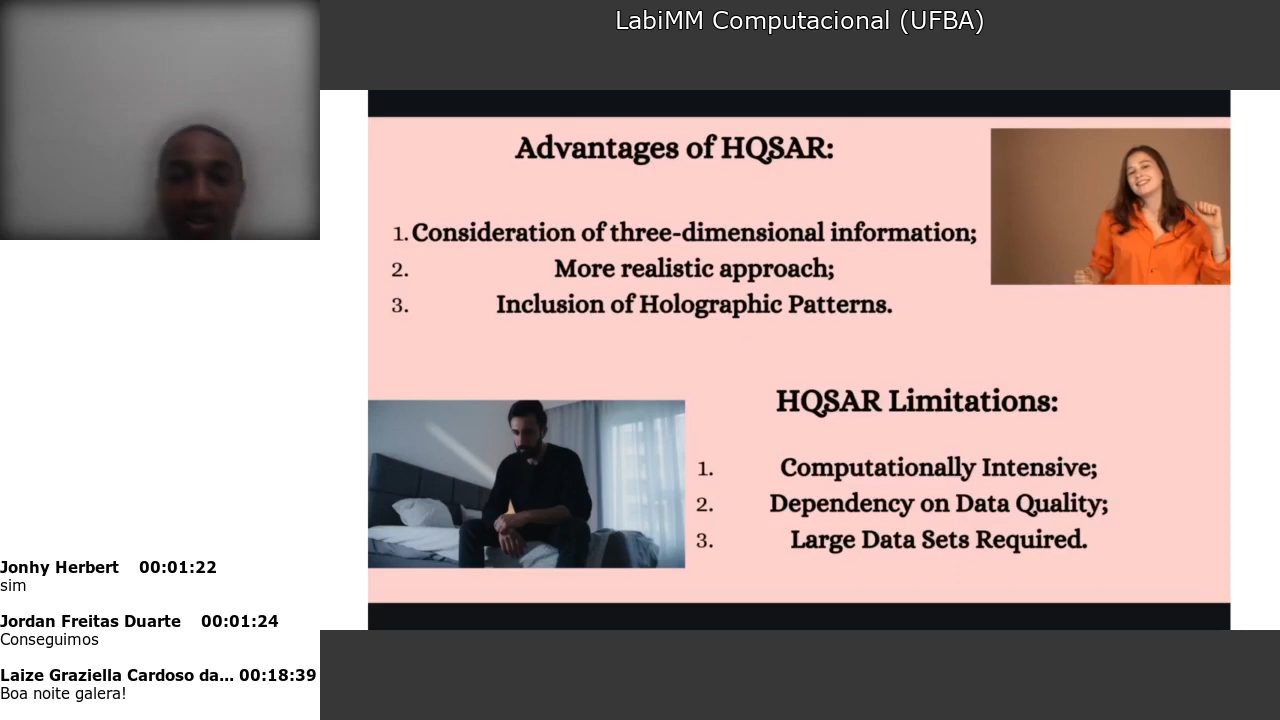 LabiMM Computacional (UFBA)
Advantages of HQSAR:
1. Consideration of three-dimensional information;
2. More realistic approach;
3. Inclusion of Holographic Patterns.
HQSAR Limitations:
1. Computationally Intensive;
2. Dependency on Data Quality;
3. Large Data Sets Required.
Jonhy Herbert 00:01:22
sim
Jordan Freitas Duarte 00:01:24
Conseguimos
Laize Graziella Cardoso da... 00:18:39
Boa noite galera!